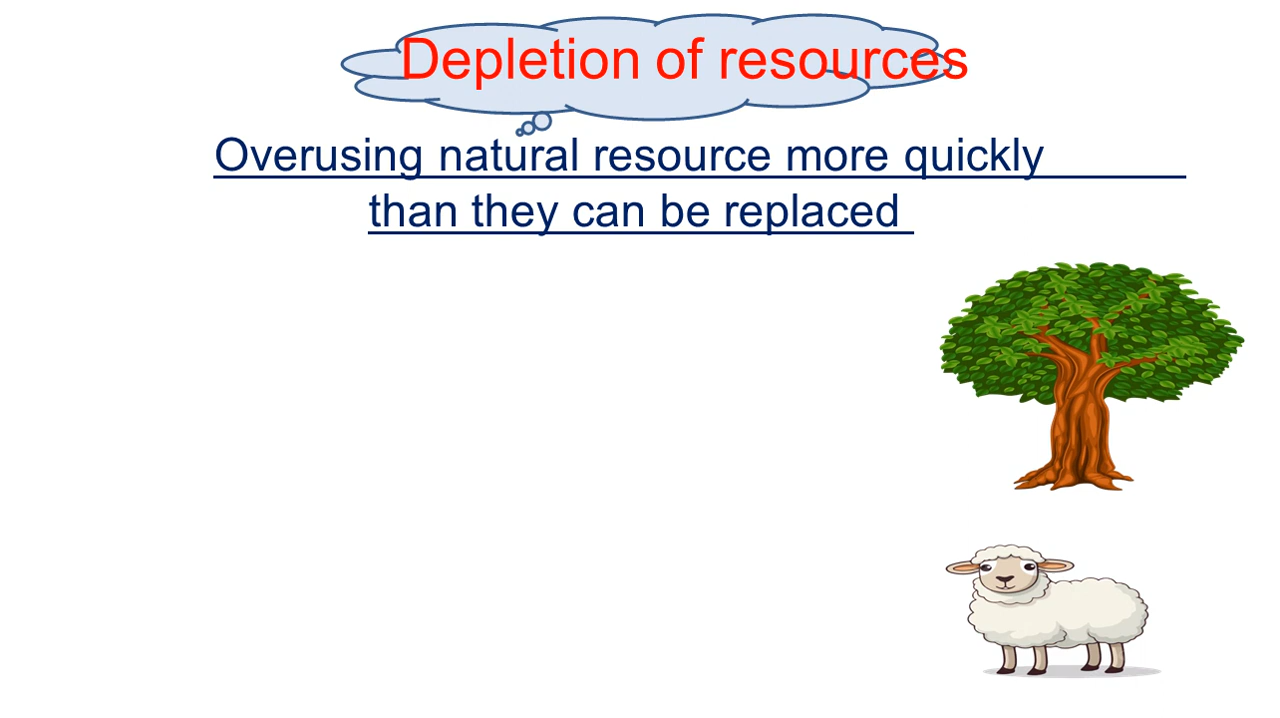 Depletion of resources
Overusing natural resource more quickly
than they can be replaced